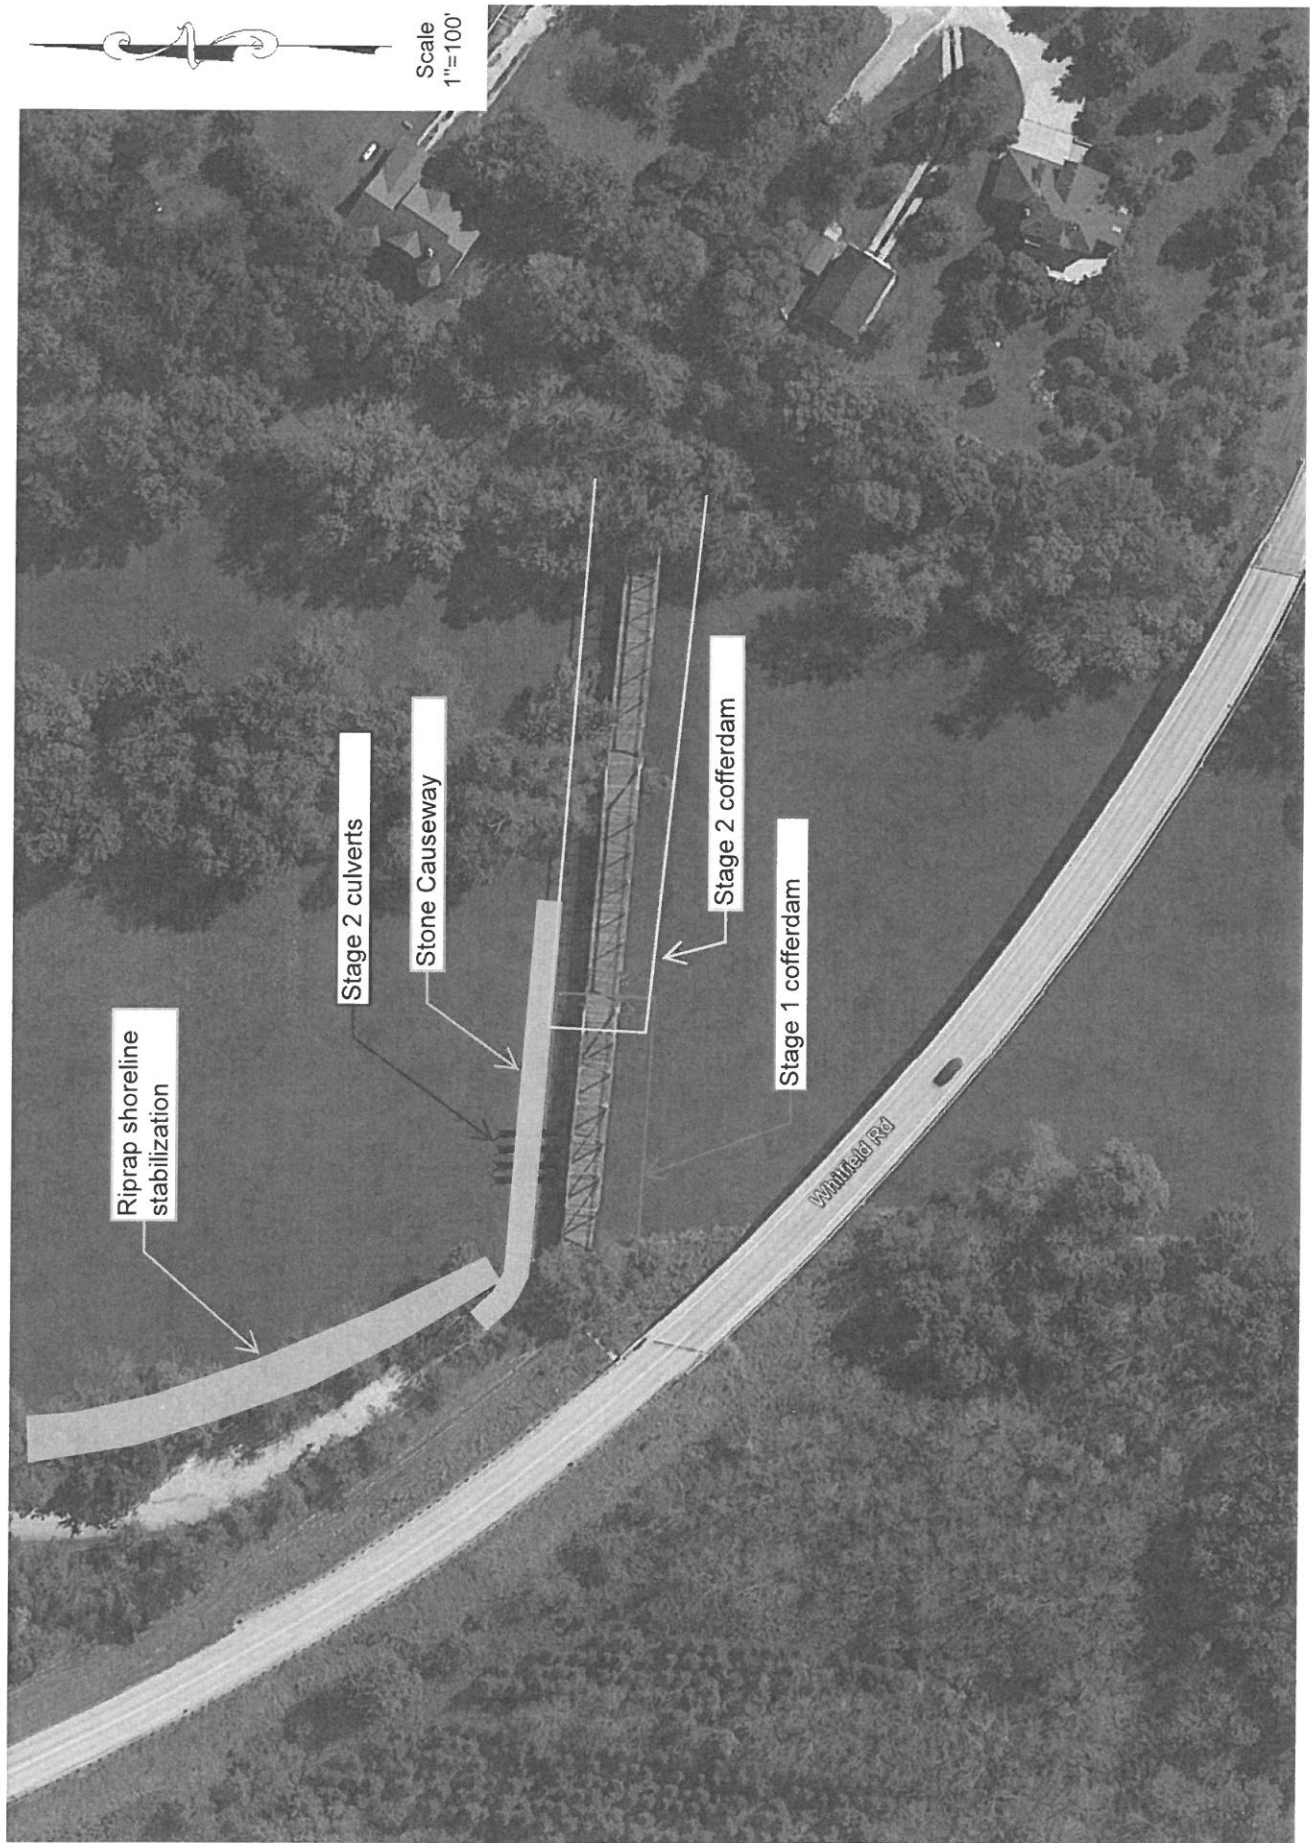 Scale
1"=100'
Riprap shoreline
stabilization
Stage 2 culverts
Stone Causeway
Stage 2 cofferdam
Stage 1 cofferdam
Whitfield Rd